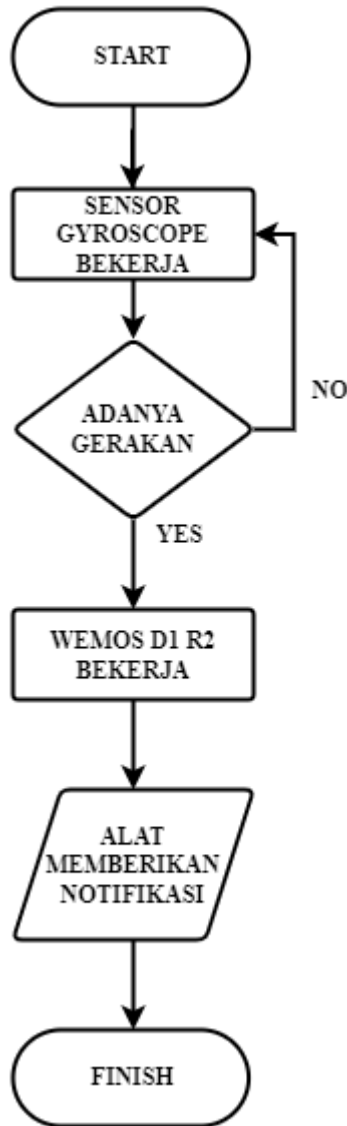 START
SENSOR
GYROSCOPE
BEKERJA
ADANYA
GERAKAN
NO
YES
WEMOS D1 R2
BEKERJA
ALAT
MEMBERIKAN
NOTIFIKASI
FINISH